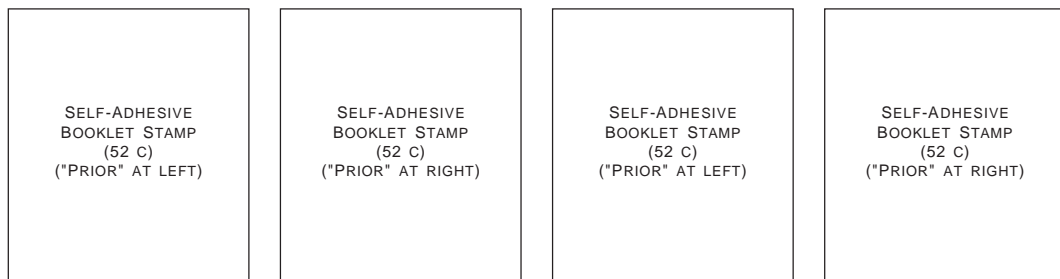 SELF-ADHESIVE
BOOKLET STAMP
(52 C)
("PRIOR" AT LEFT)
SELF-ADHESIVE
BOOKLET STAMP
(52 C)
("PRIOR" AT RIGHT)
SELF-ADHESIVE
BOOKLET STAMP
(52 C)
("PRIOR" AT LEFT)
SELF-ADHESIVE
BOOKLET STAMP
(52 C)
("PRIOR" AT RIGHT)